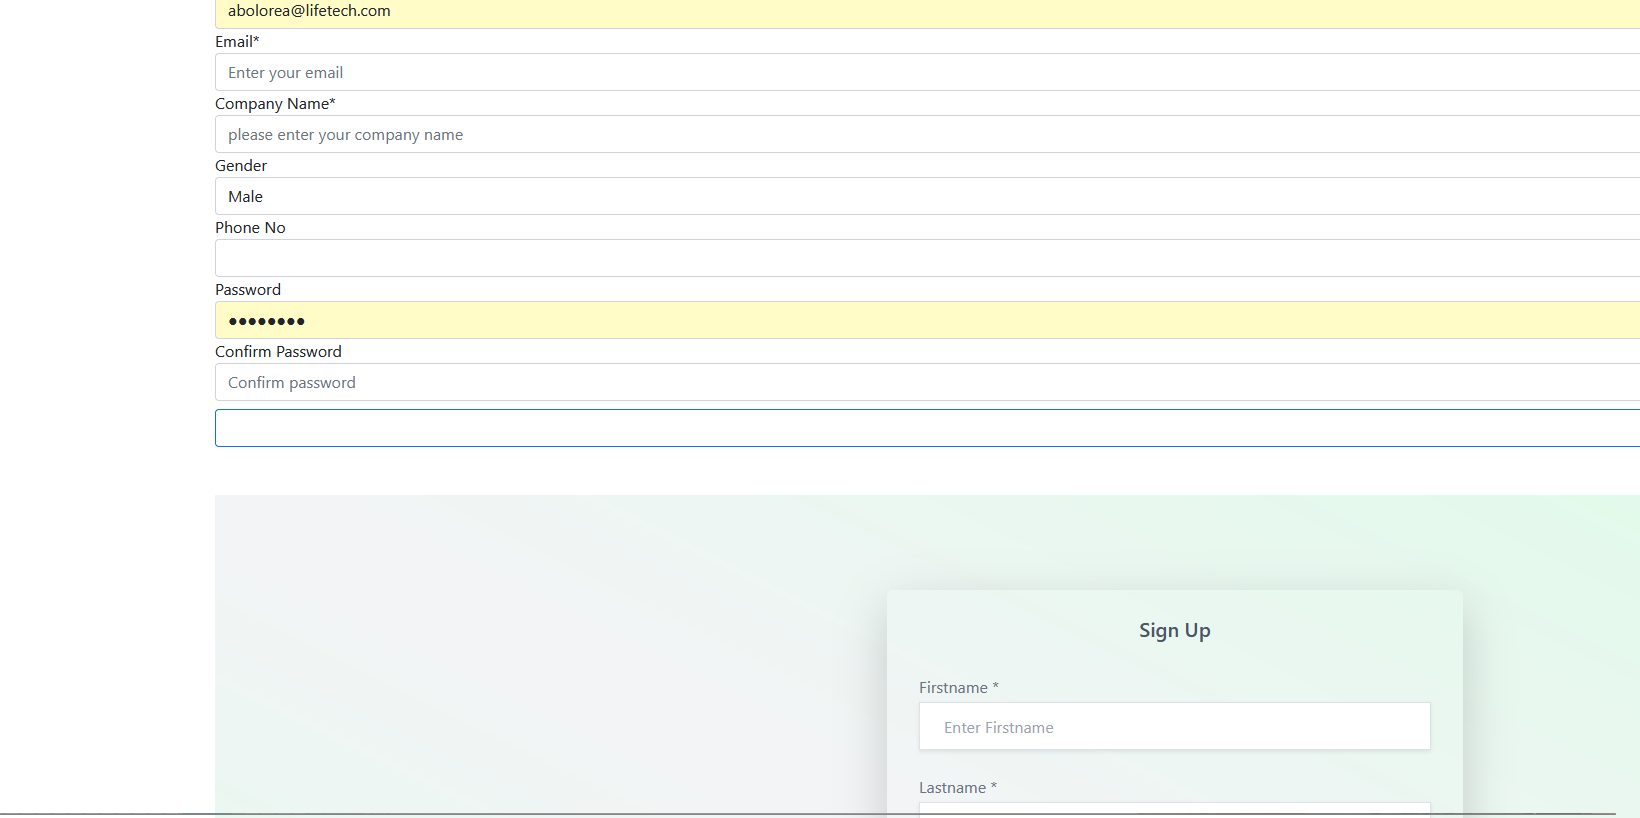 abolorea@lifetech.com
Email*
Enter your email
Company Name*
please enter your company name
Gender
Male
Phone No
Password
●●●●●●●●
Confirm Password
Confirm password
Sign Up
Firstname *
Enter Firstname
Lastname *